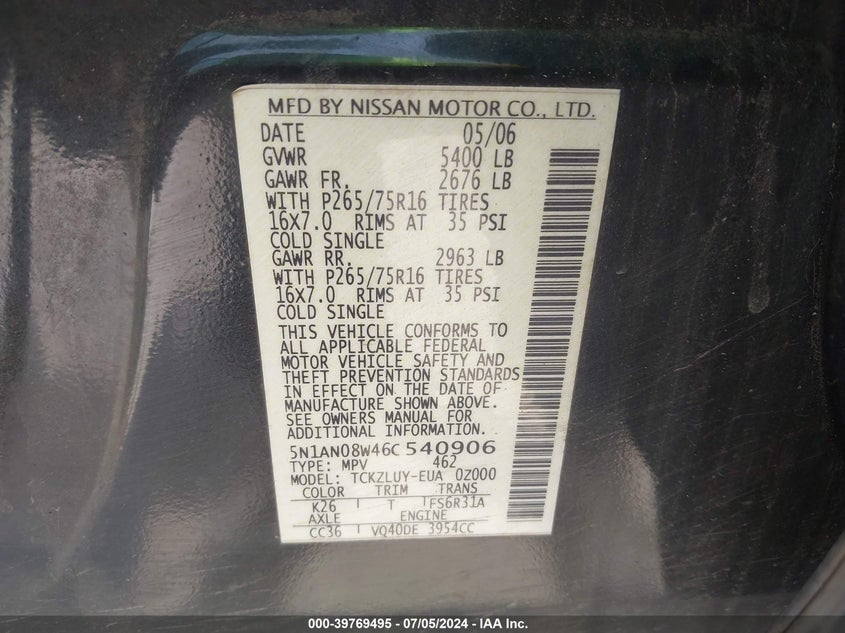 MFD BY NISSAN MOTOR CO., LTD.
DATE 05/06
GVWR 5400 LB
GAWR FR. 2676 LB
WITH P265/75R16 TIRES
16X7.0 RIMS AT 35 PSI
COLD SINGLE
GAWR RR. 2963 LB
WITH P265/75R16 TIRES
16X7.0 RIMS AT 35 PSI
COLD SINGLE
THIS VEHICLE CONFORMS TO
ALL APPLICABLE FEDERAL
MOTOR VEHICLE SAFETY AND
THEFT PREVENTION STANDARDS
IN EFFECT ON THE DATE OF
MANUFACTURE SHOWN ABOVE.
SEE OWNERS MANUAL FOR
ADDITIONAL INFORMATION.
5N1AN08W46C 540906
TYPE: MPV 462
MODEL: TCKZLUY-EUA 0Z000
COLOR TRIM TRANS
K26 T FS6R31A
AXLE ENGINE
CC36 VQ40DE 3954CC
000-39769495 - 07/05/2024 - IAA Inc.